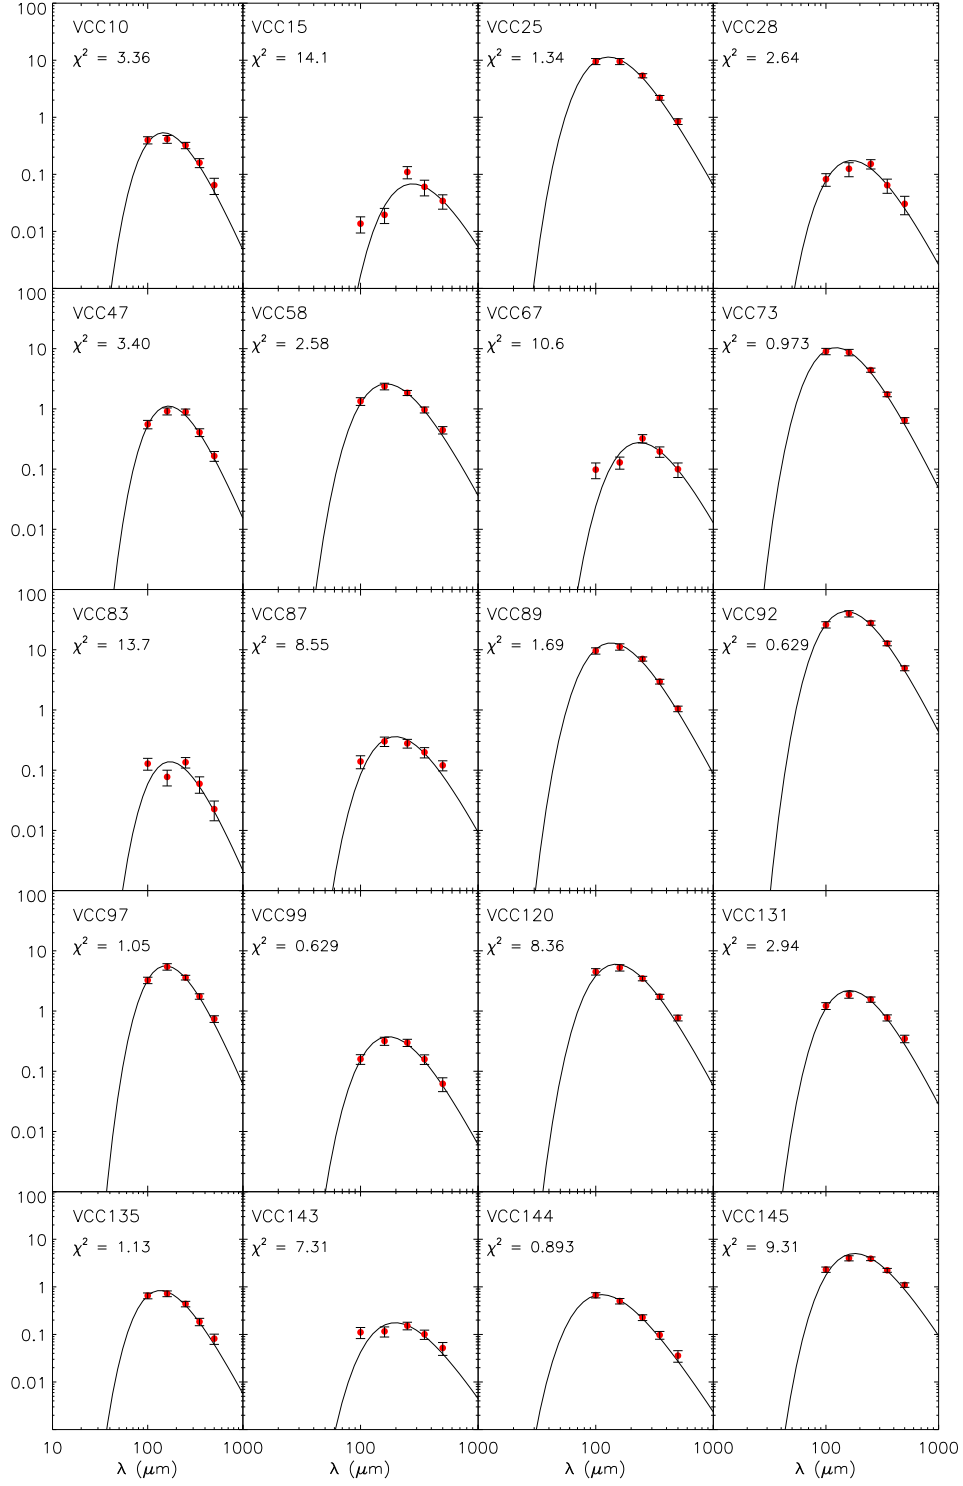 100 VCC10 VCC15 VCC25 VCC28
χ² = 3.36 χ² = 14.1 χ² = 1.34 χ² = 2.64
10
1
0.1
0.01
100 VCC47 VCC58 VCC67 VCC73
χ² = 3.40 χ² = 2.58 χ² = 10.6 χ² = 0.973
10
1
0.1
0.01
100 VCC83 VCC87 VCC89 VCC92
χ² = 13.7 χ² = 8.55 χ² = 1.69 χ² = 0.629
10
1
0.1
0.01
100 VCC97 VCC99 VCC120 VCC131
χ² = 1.05 χ² = 0.629 χ² = 8.36 χ² = 2.94
10
1
0.1
0.01
100 VCC135 VCC143 VCC144 VCC145
χ² = 1.13 χ² = 7.31 χ² = 0.893 χ² = 9.31
10
1
0.1
0.01
10 100 1000 100 1000 100 1000 100 1000
λ (μm) λ (μm) λ (μm) λ (μm)